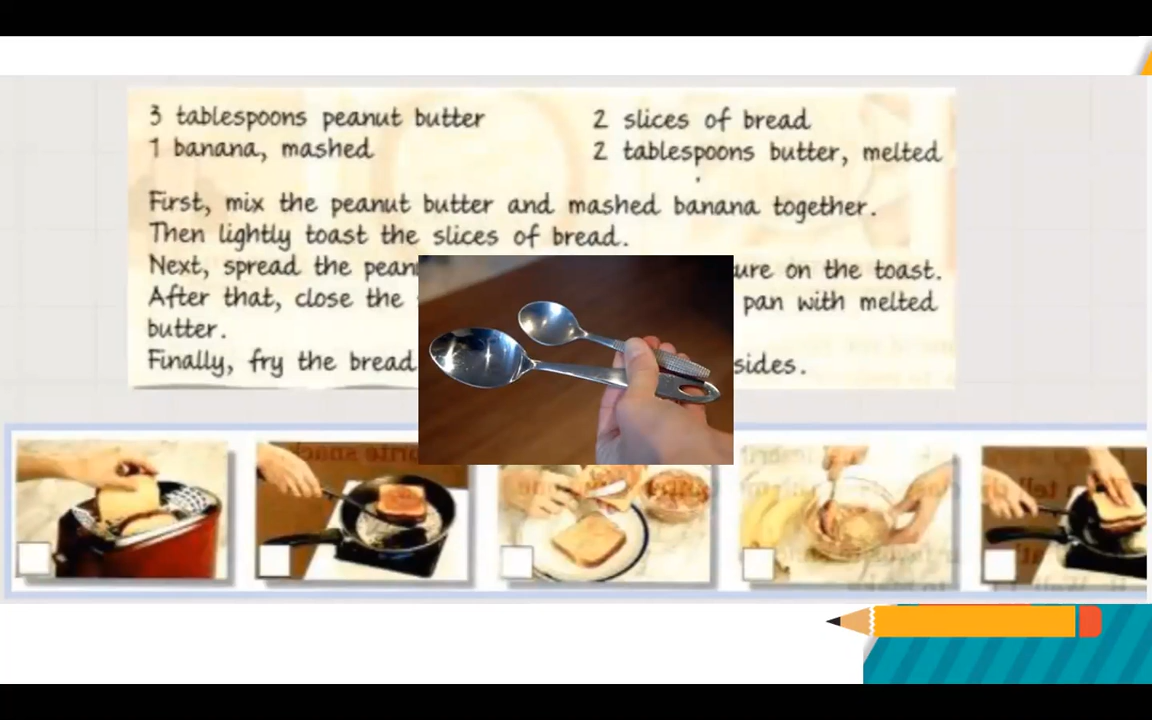 3 tablespoons peanut butter
2 slices of bread
1 banana, mashed
2 tablespoons butter, melted
First, mix the peanut butter and mashed banana together.
Then lightly toast the slices of bread.
Next, spread the on the toast.
After that, close the pan with melted
butter.
Finally, fry the bread sides.